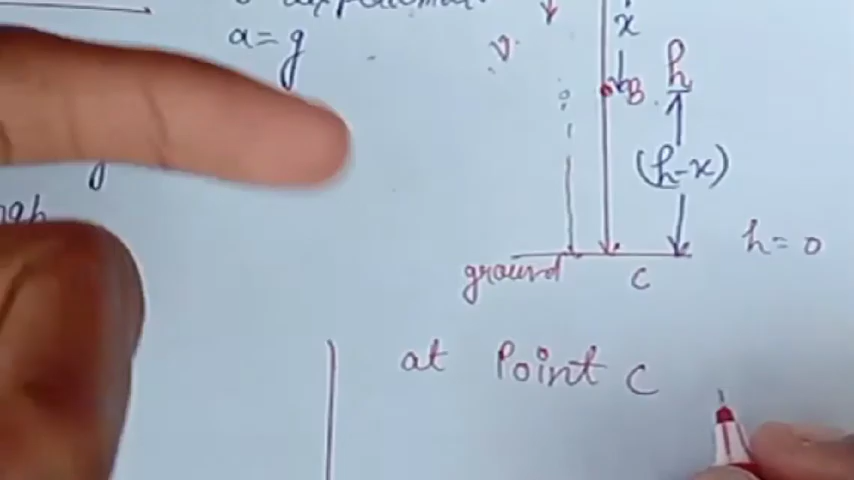 a = g
v
x
B
h
(h-x)
h = 0
ground
C
at Point C